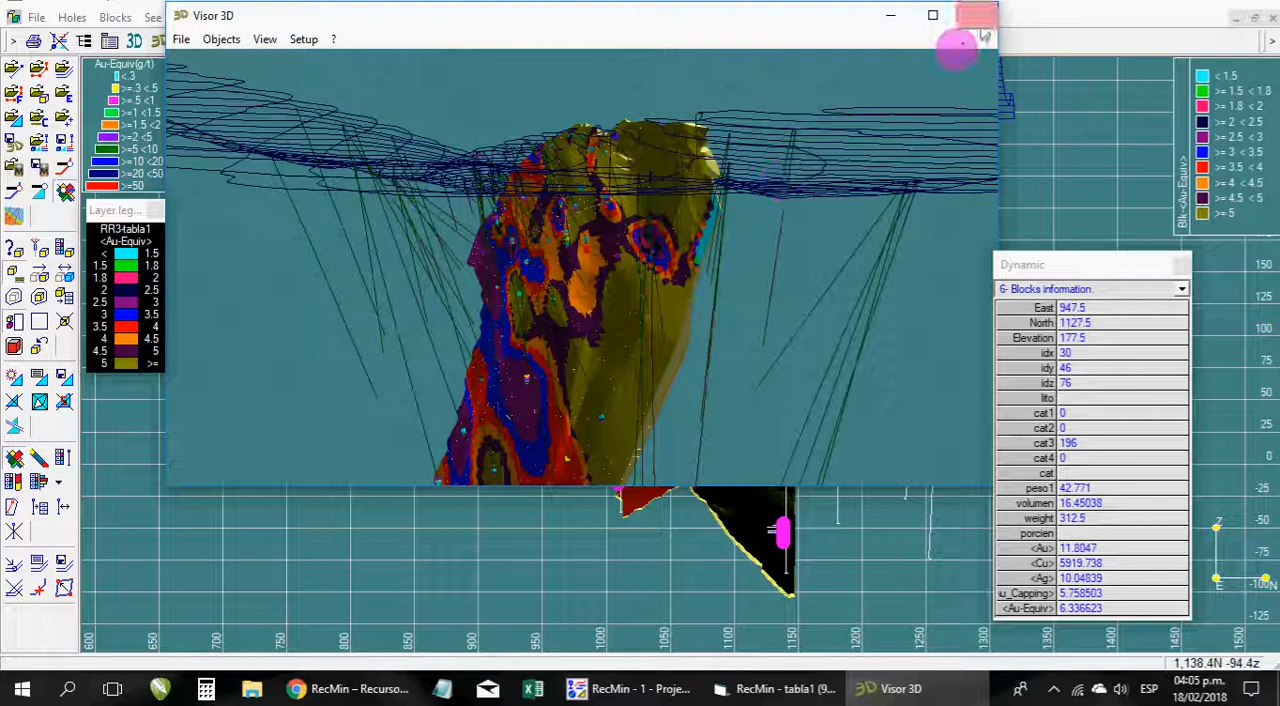 File Holes Blocks See
Visor 3D
File Objects View Setup ?
3D
Au-Equiv(g/t)
<.3
>=.3 <.5
>=.5 <1
>=1 <1.5
>=1.5 <2
>=2 <5
>=5 <10
>=10 <20
>=20 <50
>=50
Layer leg...
RR3-tabla1
<Au-Equiv>
< 1.5
1.5 1.8
1.8 2
2 2.5
2.5 3
3 3.5
3.5 4
4 4.5
4.5 5
5 >=
Blk-<Au-Equiv>
< 1.5
>= 1.5 < 1.8
>= 1.8 < 2
>= 2 < 2.5
>= 2.5 < 3
>= 3 < 3.5
>= 3.5 < 4
>= 4 < 4.5
>= 4.5 < 5
>= 5
Dynamic
6- Blocks information.
East 947.5
North 1127.5
Elevation 177.5
idx 30
idy 46
idz 76
lito
cat1 0
cat2 0
cat3 196
cat4 0
cat
peso1 42.771
volumen 16.45038
weight 312.5
porcien
<Au> 11.8047
<Cu> 5919.738
<Ag> 10.04839
u_Capping> 5.758503
<Au-Equiv> 6.336623
150
125
100
75
50
25
0
-25
-50
-75
-100
-125
Z
E
N
600 650 700 750 800 850 900 950 1000 1050 1100 1150 1200 1250 1300 1350 1400 1450 1500
1,138.4N -94.4z
RecMin – Recurso...
RecMin - 1 - Proje...
RecMin - tabla1 (9...
Visor 3D
ESP
04:05 p.m.
18/02/2018